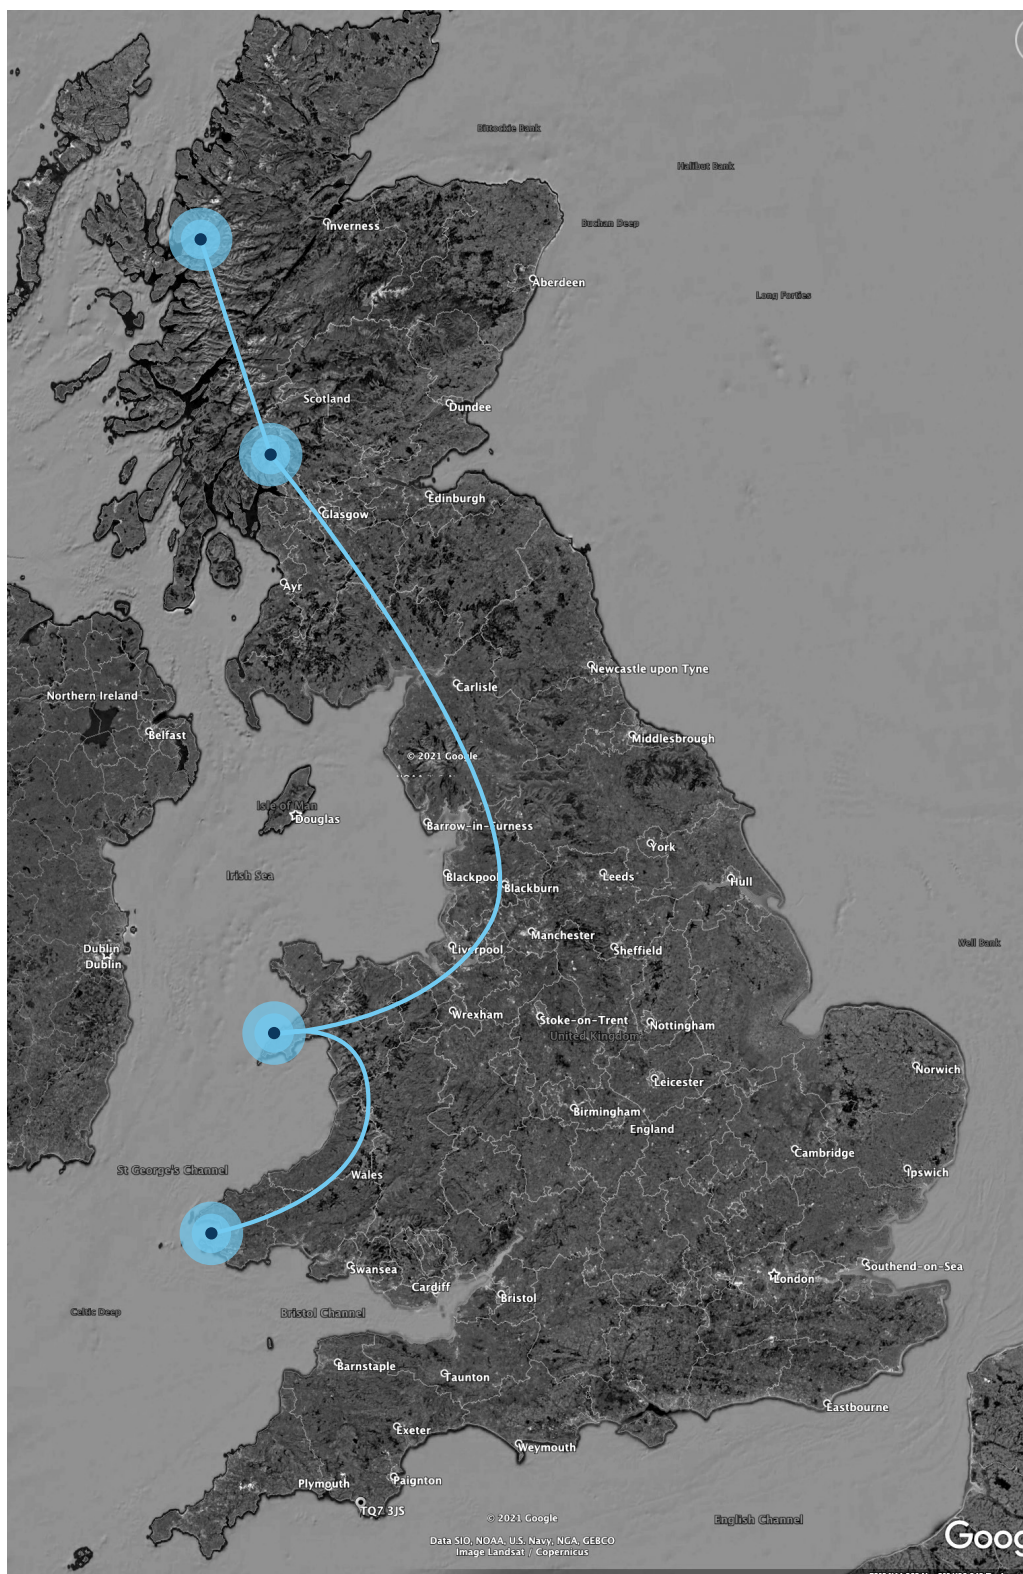 Bittockie Bank
Halibut Bank
Buchan Deep
Inverness
Aberdeen
Long Forties
Scotland
Dundee
Edinburgh
Glasgow
Ayr
Newcastle upon Tyne
Carlisle
Northern Ireland
Belfast
Middlesbrough
© 2021 Google
Isle of Man
Douglas
Barrow-in-Furness
York
Irish Sea
Blackpool
Blackburn
Leeds
Hull
Manchester
Well Bank
Dublin
Liverpool
Sheffield
Dublin
Wrexham
Stoke-on-Trent
Nottingham
United Kingdom
Norwich
Leicester
Birmingham
England
Cambridge
St George's Channel
Wales
Ipswich
Swansea
Southend-on-Sea
London
Cardiff
Bristol
Celtic Deep
Bristol Channel
Barnstaple
Taunton
Eastbourne
Exeter
Weymouth
Plymouth
Paignton
TQ7 3JS
© 2021 Google
English Channel
Data SIO, NOAA, U.S. Navy, NGA, GEBCO
Image Landsat / Copernicus
Goog